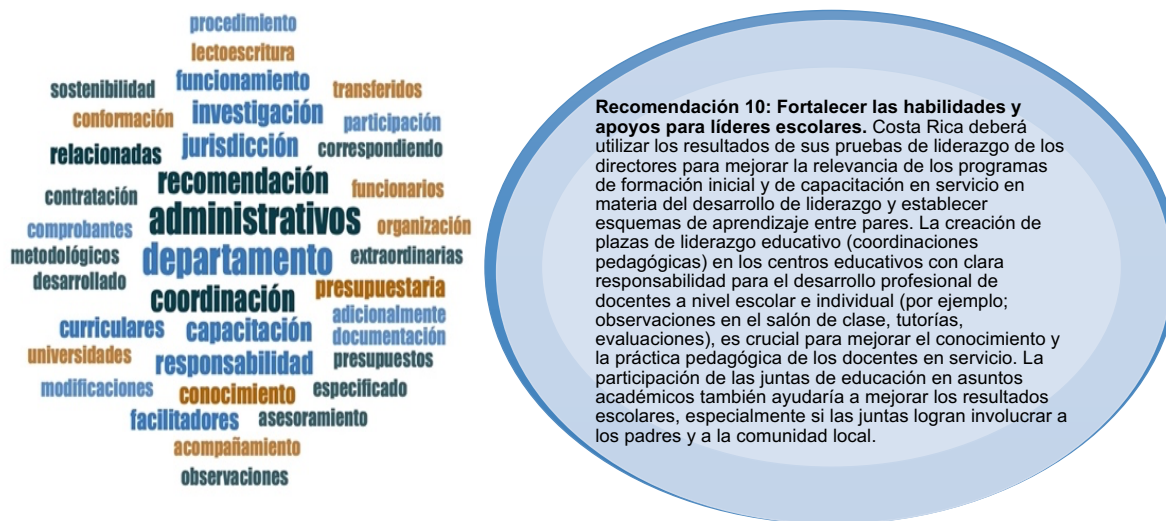 procedimiento
lectoescritura
sostenibilidad funcionamiento transferidos
conformación investigación participación
relacionadas jurisdicción correspondiendo
contratación recomendación funcionarios
comprobantes administrativos organización
metodológicos departamento extraordinarias
desarrollado coordinación presupuestaria
curriculares capacitación adicionalmente
documentación
universidades responsabilidad presupuestos
modificaciones conocimiento especificado
facilitadores asesoramiento
acompañamiento
observaciones
Recomendación 10: Fortalecer las habilidades y
apoyos para líderes escolares. Costa Rica deberá
utilizar los resultados de sus pruebas de liderazgo de los
directores para mejorar la relevancia de los programas
de formación inicial y de capacitación en servicio en
materia del desarrollo de liderazgo y establecer
esquemas de aprendizaje entre pares. La creación de
plazas de liderazgo educativo (coordinaciones
pedagógicas) en los centros educativos con clara
responsabilidad para el desarrollo profesional de
docentes a nivel escolar e individual (por ejemplo;
observaciones en el salón de clase, tutorías,
evaluaciones), es crucial para mejorar el conocimiento y
la práctica pedagógica de los docentes en servicio. La
participación de las juntas de educación en asuntos
académicos también ayudaría a mejorar los resultados
escolares, especialmente si las juntas logran involucrar a
los padres y a la comunidad local.